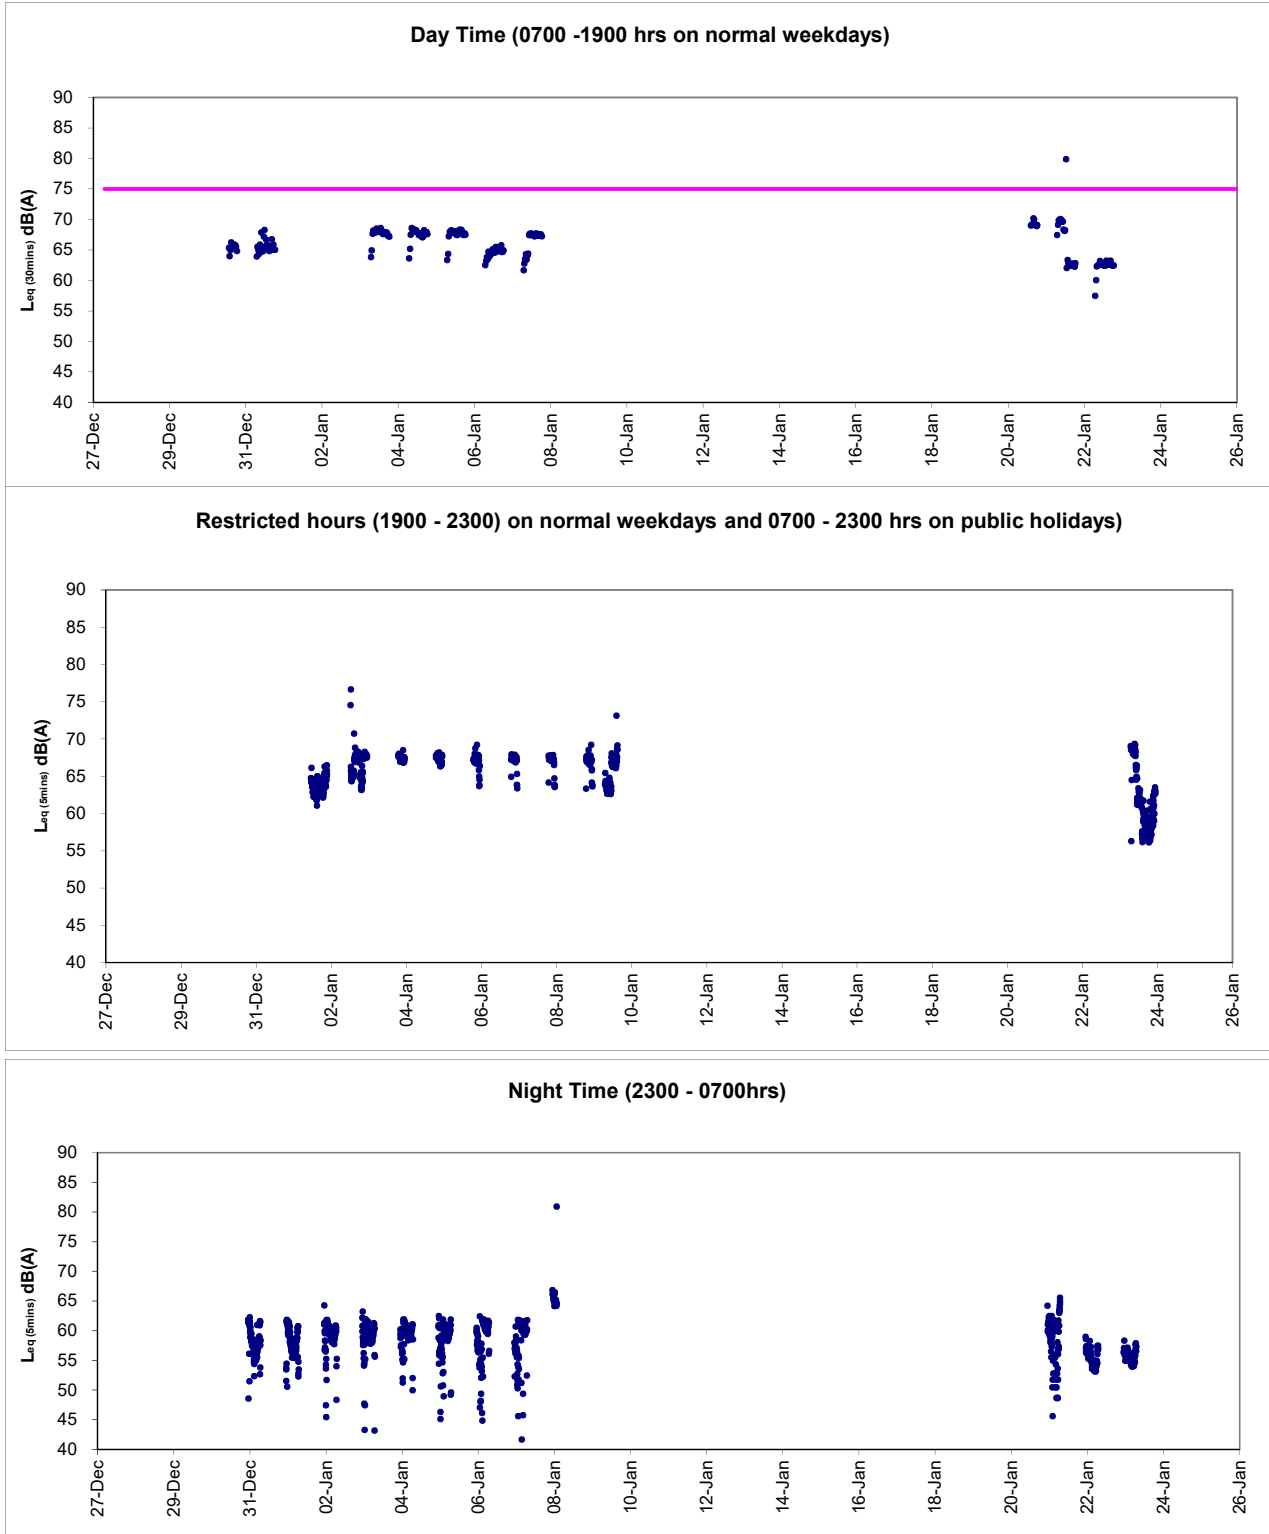 Day Time (0700 -1900 hrs on normal weekdays)
90
85
80
75
70
65
60
55
50
45
40
Leq (30mins) dB(A)
27-Dec
29-Dec
31-Dec
02-Jan
04-Jan
06-Jan
08-Jan
10-Jan
12-Jan
14-Jan
16-Jan
18-Jan
20-Jan
22-Jan
24-Jan
26-Jan
Restricted hours (1900 - 2300) on normal weekdays and 0700 - 2300 hrs on public holidays)
90
85
80
75
70
65
60
55
50
45
40
Leq (5mins) dB(A)
27-Dec
29-Dec
31-Dec
02-Jan
04-Jan
06-Jan
08-Jan
10-Jan
12-Jan
14-Jan
16-Jan
18-Jan
20-Jan
22-Jan
24-Jan
26-Jan
Night Time (2300 - 0700hrs)
90
85
80
75
70
65
60
55
50
45
40
Leq (5mins) dB(A)
27-Dec
29-Dec
31-Dec
02-Jan
04-Jan
06-Jan
08-Jan
10-Jan
12-Jan
14-Jan
16-Jan
18-Jan
20-Jan
22-Jan
24-Jan
26-Jan